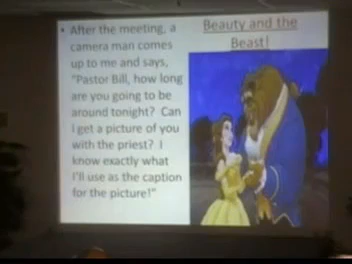 • After the meeting, a
camera man comes
up to me and says,
"Pastor Bill, how long
are you going to be
around tonight?  Can
I get a picture of you
with the priest?  I
know exactly what
I'll use as the caption
for the picture!"
Beauty and the
Beast!